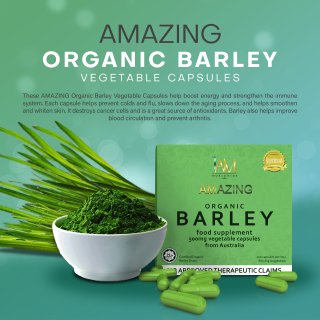 AMAZING
ORGANIC BARLEY
VEGETABLE CAPSULES
These AMAZING Organic Barley Vegetable Capsules help boost energy and strengthen the immune
system. Each capsule helps prevent colds and flu, slows down the aging process, and helps smoothen
and whiten skin. It destroys cancer cells and is a great source of antioxidants. Barley also helps improve
blood circulation and prevent arthritis.
WORLDWIDE
AMAZING
ORGANIC
BARLEY
food supplement
500mg vegetable capsules
from Australia
APPROVED THERAPEUTIC CLAIMS